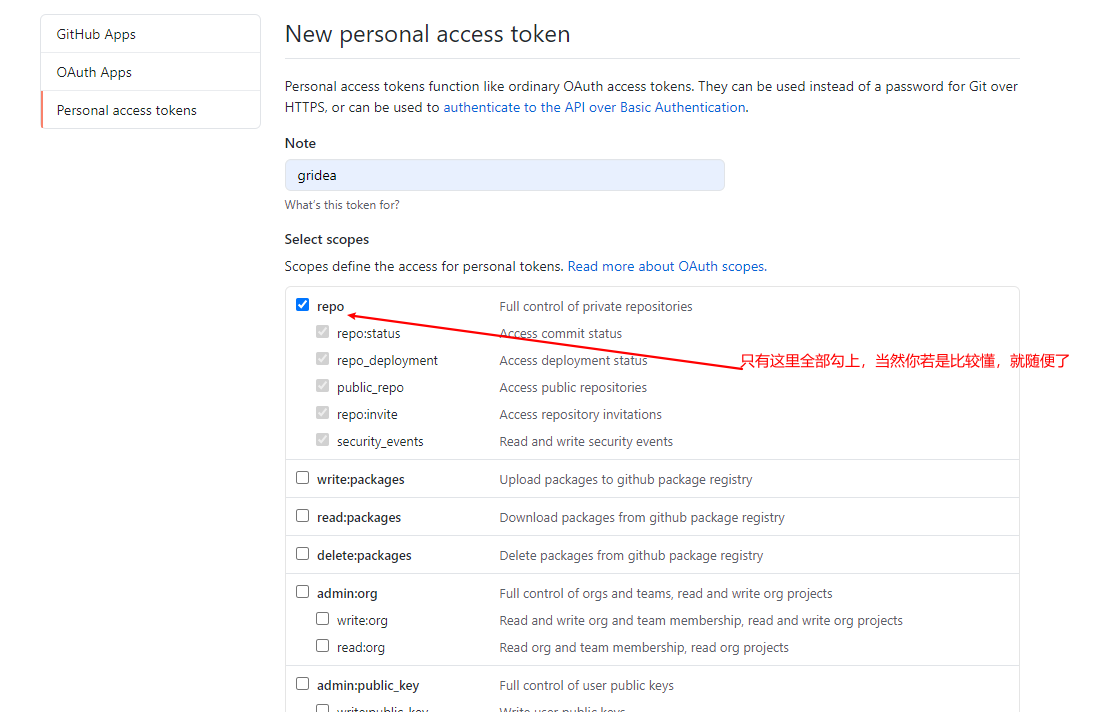 GitHub Apps
OAuth Apps
Personal access tokens
New personal access token
Personal access tokens function like ordinary OAuth access tokens. They can be used instead of a password for Git over
HTTPS, or can be used to authenticate to the API over Basic Authentication.
Note
gridea
What's this token for?
Select scopes
Scopes define the access for personal tokens. Read more about OAuth scopes.
repo Full control of private repositories
repo:status Access commit status
repo_deployment Access deployment status
只有这里全部勾上，当然你若是比较懂，就随便了
public_repo Access public repositories
repo:invite Access repository invitations
security_events Read and write security events
write:packages Upload packages to github package registry
read:packages Download packages from github package registry
delete:packages Delete packages from github package registry
admin:org Full control of orgs and teams, read and write org projects
write:org Read and write org and team membership, read and write org projects
read:org Read org and team membership, read org projects
admin:public_key Full control of user public keys
write:public_key Write user public keys